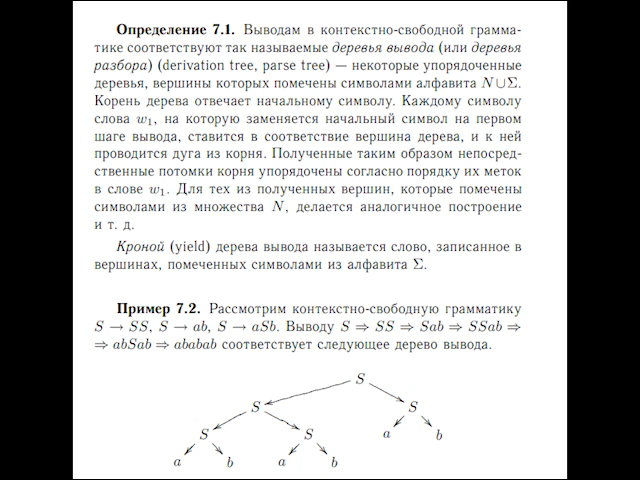 Определение 7.1. Выводам в контекстно-свободной грамма-
тике соответствуют так называемые деревья вывода (или деревья
разбора) (derivation tree, parse tree) — некоторые упорядоченные
деревья, вершины которых помечены символами алфавита N ∪ Σ.
Корень дерева отвечает начальному символу. Каждому символу
слова w₁, на которую заменяется начальный символ на первом
шаге вывода, ставится в соответствие вершина дерева, и к ней
проводится дуга из корня. Полученные таким образом непосред-
ственные потомки корня упорядочены согласно порядку их меток
в слове w₁. Для тех из полученных вершин, которые помечены
символами из множества N, делается аналогичное построение
и т. д.
Кроной (yield) дерева вывода называется слово, записанное в
вершинах, помеченных символами из алфавита Σ.
Пример 7.2. Рассмотрим контекстно-свободную грамматику
S → SS, S → ab, S → aSb. Выводу S ⇒ SS ⇒ Sab ⇒ SSab ⇒
⇒ abSab ⇒ ababab соответствует следующее дерево вывода.
S
S S
S S a b
a b a b